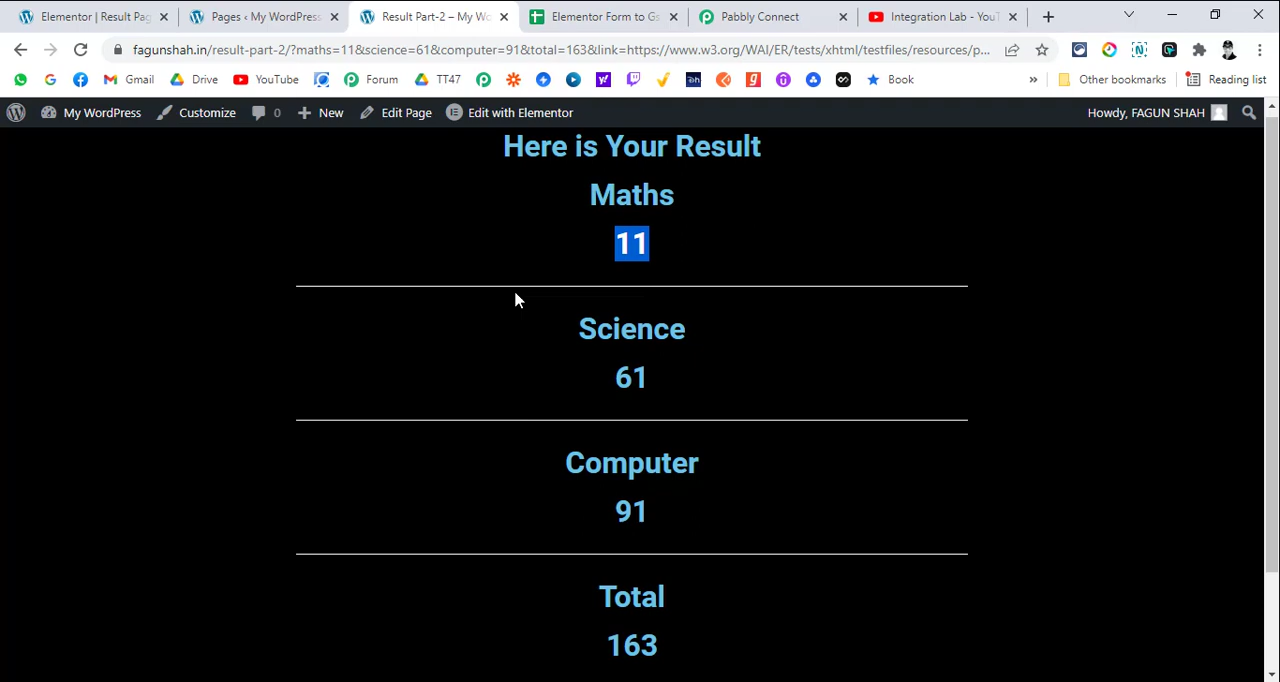 Elementor | Result Pag
Pages ‹ My WordPress
Result Part-2 – My Wo
Elementor Form to Gs
Pabbly Connect
Integration Lab - YouT
fagunshah.in/result-part-2/?maths=11&science=61&computer=91&total=163&link=https://www.w3.org/WAI/ER/tests/xhtml/testfiles/resources/p...
Gmail
Drive
YouTube
Forum
TT47
Book
»
Other bookmarks
Reading list
My WordPress
Customize
0
New
Edit Page
Edit with Elementor
Howdy, FAGUN SHAH
Here is Your Result
Maths
11
Science
61
Computer
91
Total
163